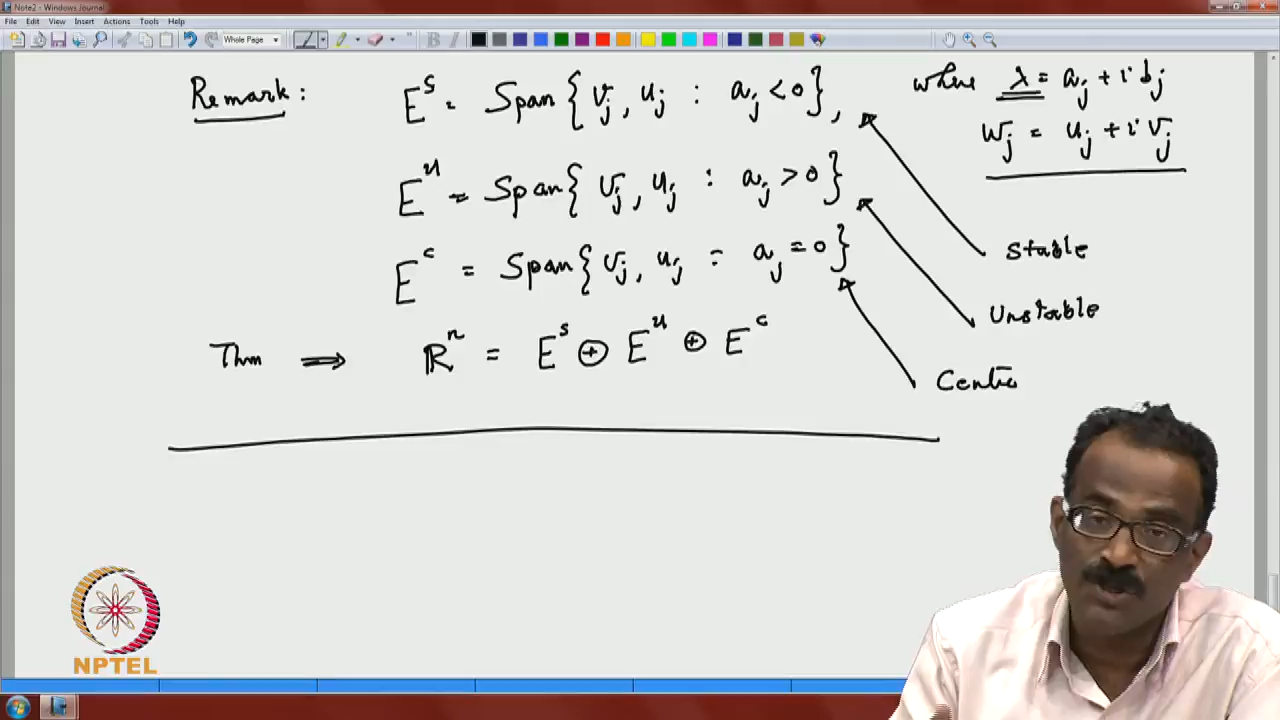 Note2 - Windows Journal
File Edit View Insert Actions Tools Help
Whole Page
Remark : E^s = Span { v_j, u_j : a_j < 0 }, where λ = a_j + i b_j
w_j = u_j + i v_j
E^u = Span { v_j, u_j : a_j > 0 }
Stable
E^c = Span { v_j, u_j : a_j = 0 }
Unstable
Thm ⟹ R^n = E^s ⊕ E^u ⊕ E^c
Centre
NPTEL